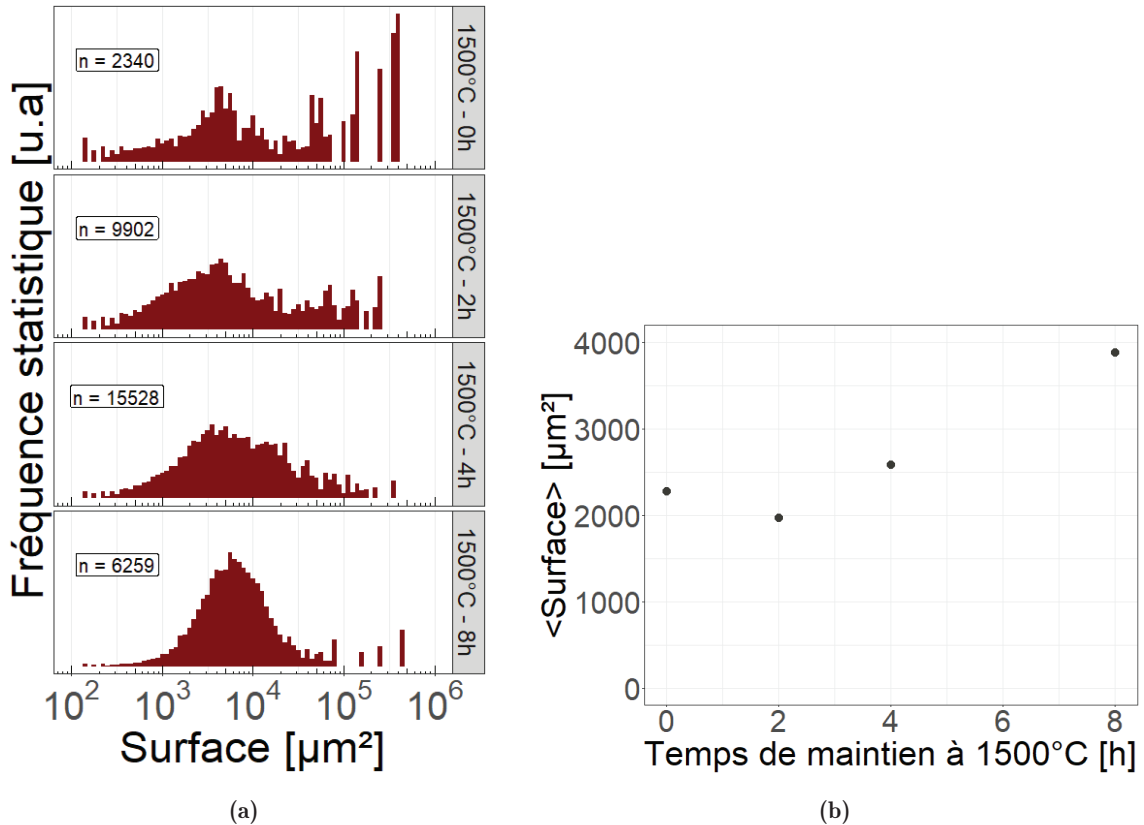 Fréquence statistique [u.a]
n = 2340
1500°C - 0h
n = 9902
1500°C - 2h
n = 15528
1500°C - 4h
n = 6259
1500°C - 8h
10² 10³ 10⁴ 10⁵ 10⁶
Surface [µm²]
(a)
<Surface> [µm²]
4000
3000
2000
1000
0
0 2 4 6 8
Temps de maintien à 1500°C [h]
(b)